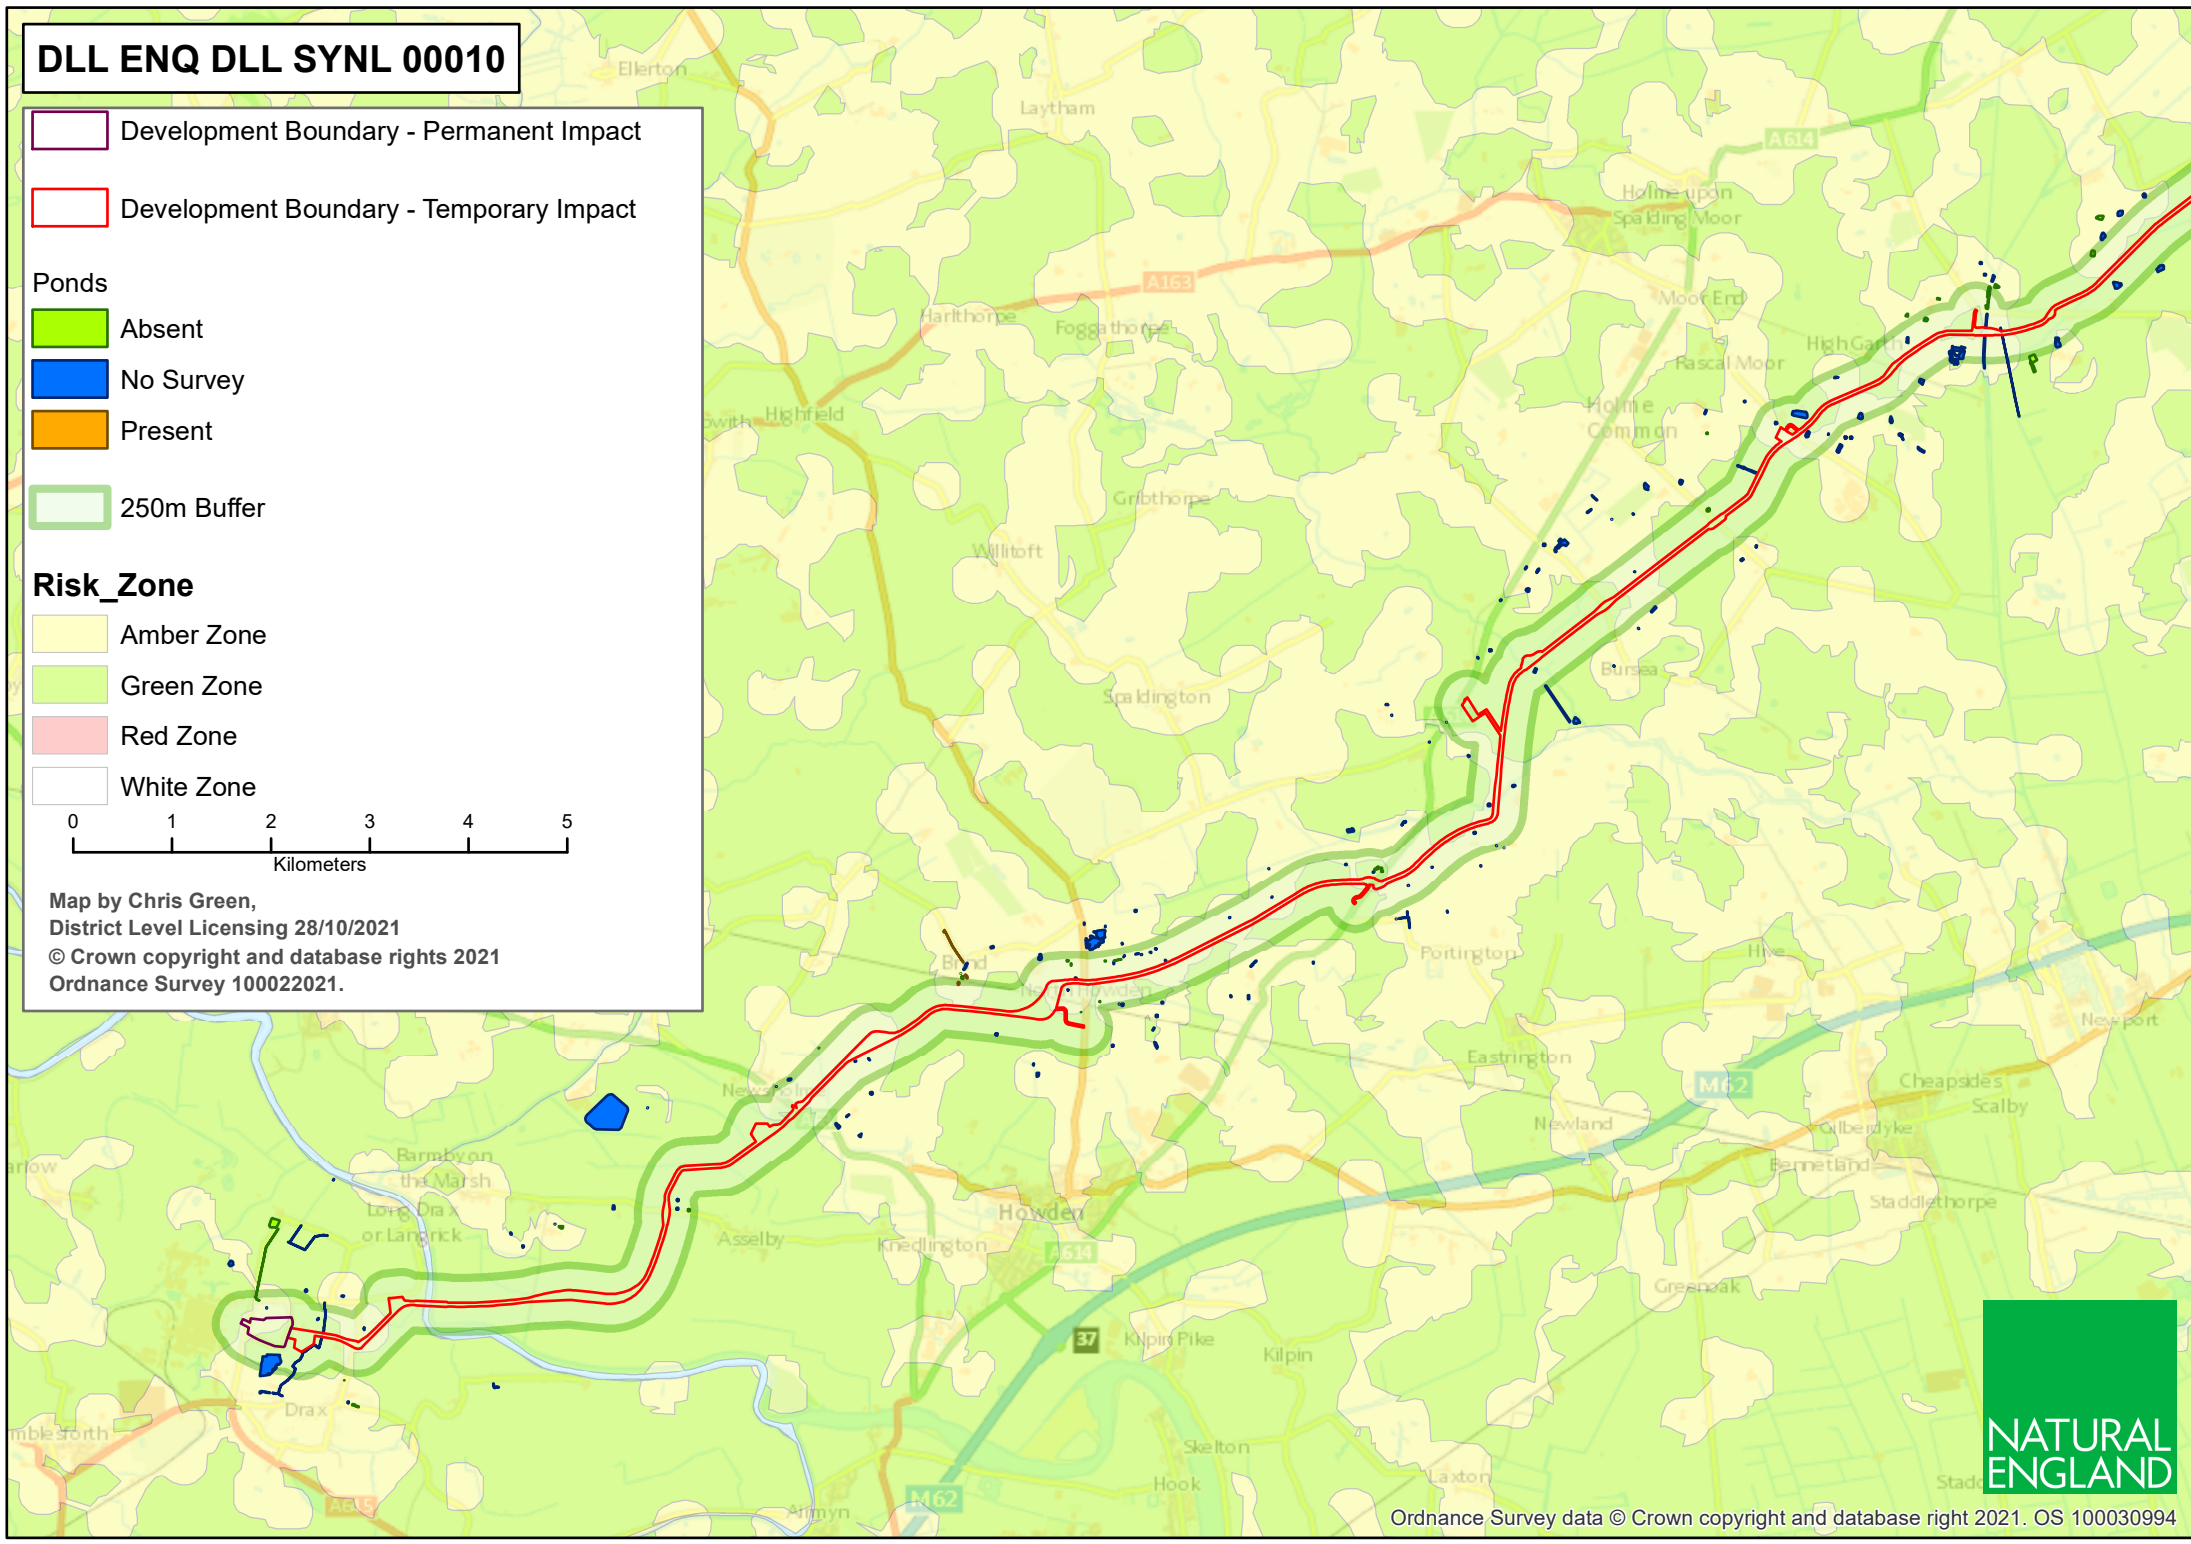 DLL ENQ DLL SYNL 00010
Development Boundary - Permanent Impact
Development Boundary - Temporary Impact
Ponds
Absent
No Survey
Present
250m Buffer
Risk_Zone
Amber Zone
Green Zone
Red Zone
White Zone
0 1 2 3 4 5
Kilometers
Map by Chris Green,
District Level Licensing 28/10/2021
© Crown copyright and database rights 2021
Ordnance Survey 100022021.
Ellerton
Laytham
A614
Holme upon
Spalding Moor
A163
Harlthorpe
Foggathorpe
Moor End
High Garth
Rascal Moor
Highfield
Holme
Common
Gribthorpe
Willitoft
Bursea
Spaldington
Portington
Hive
Brind
Newport
Eastrington
M62
Cheapsides
Scalby
Newland
Gilberdyke
Bennetland
Staddlethorpe
Barmby on
the Marsh
Long Drax
or Langrick
Asselby
Howden
Knedlington
A614
Greenoak
37
Kilpin Pike
Kilpin
Drax
Skelton
Hook
Laxton
A645
M62
Airmyn
NATURAL
ENGLAND
Ordnance Survey data © Crown copyright and database right 2021. OS 100030994